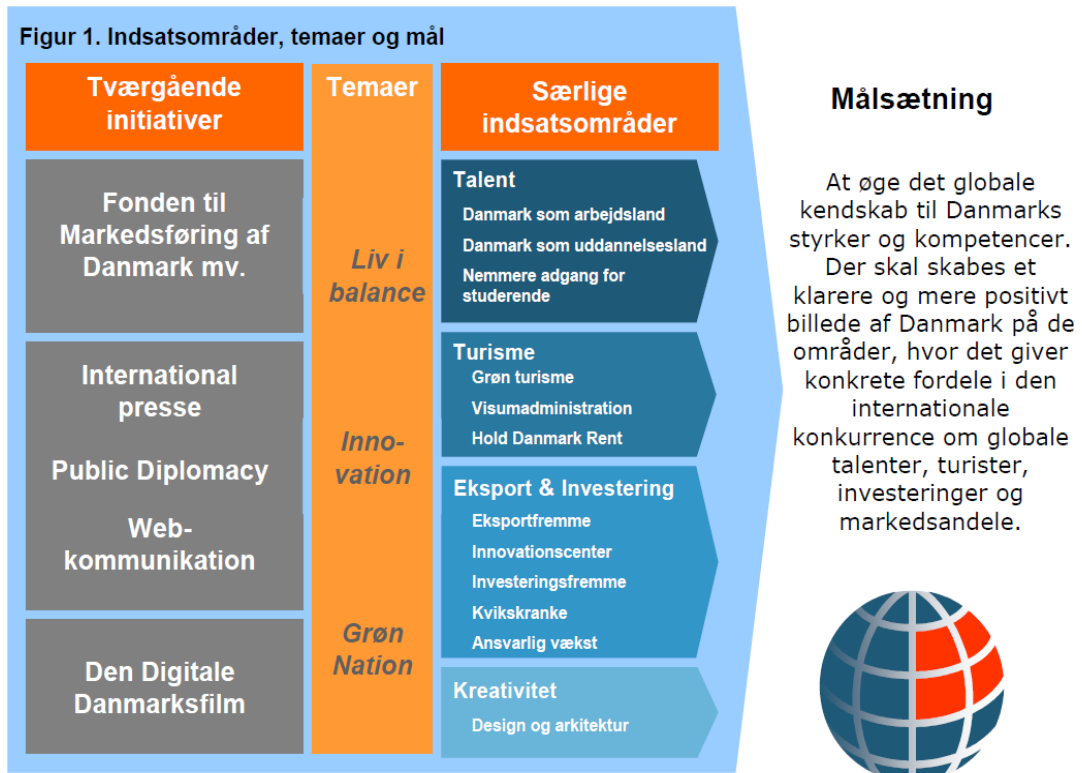 Figur 1. Indsatsområder, temaer og mål
Tværgående
initiativer
Fonden til
Markedsføring af
Danmark mv.
International
presse
Public Diplomacy
Web-
kommunikation
Den Digitale
Danmarksfilm
Temaer
Liv i
balance
Inno-
vation
Grøn
Nation
Særlige
indsatsområder
Talent
Danmark som arbejdsland
Danmark som uddannelsesland
Nemmere adgang for
studerende
Turisme
Grøn turisme
Visumadministration
Hold Danmark Rent
Eksport & Investering
Eksportfremme
Innovationscenter
Investeringsfremme
Kvikskranke
Ansvarlig vækst
Kreativitet
Design og arkitektur
Målsætning
At øge det globale
kendskab til Danmarks
styrker og kompetencer.
Der skal skabes et
klarere og mere positivt
billede af Danmark på de
områder, hvor det giver
konkrete fordele i den
internationale
konkurrence om globale
talenter, turister,
investeringer og
markedsandele.